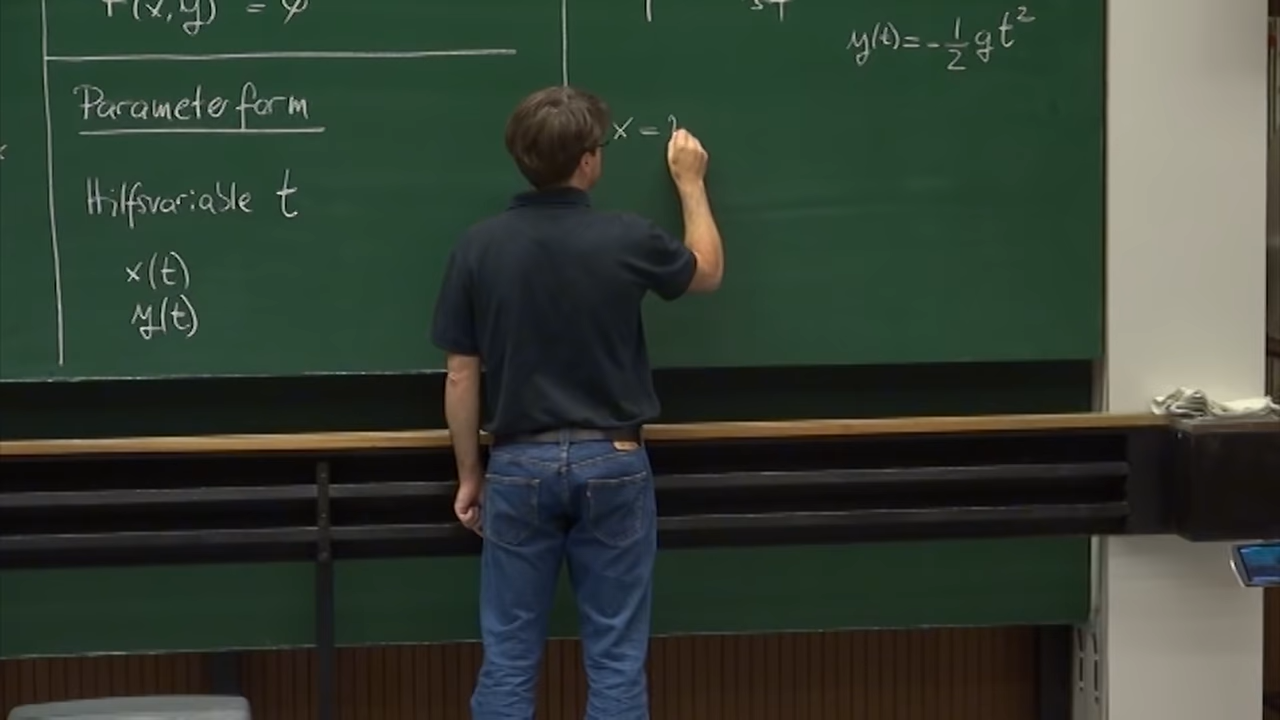 F(x,y) = 0
Parameterform
Hilfsvariable t
x(t)
y(t)
y(t) = - 1/2 g t²
x =